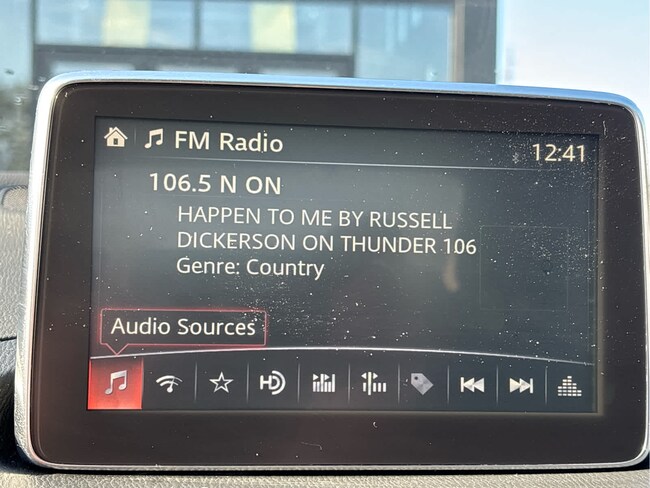 FM Radio
12:41
106.5 N ON
HAPPEN TO ME BY RUSSELL
DICKERSON ON THUNDER 106
Genre: Country
Audio Sources
HD